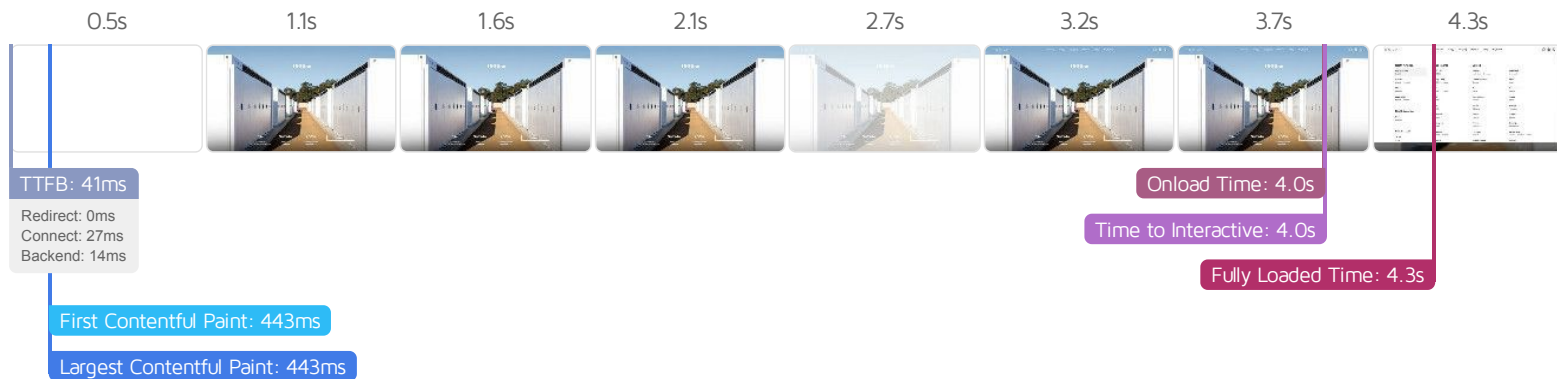 0.5s
1.1s
1.6s
2.1s
2.7s
3.2s
3.7s
4.3s
TTFB: 41ms
Redirect: 0ms
Connect: 27ms
Backend: 14ms
Onload Time: 4.0s
Time to Interactive: 4.0s
Fully Loaded Time: 4.3s
First Contentful Paint: 443ms
Largest Contentful Paint: 443ms